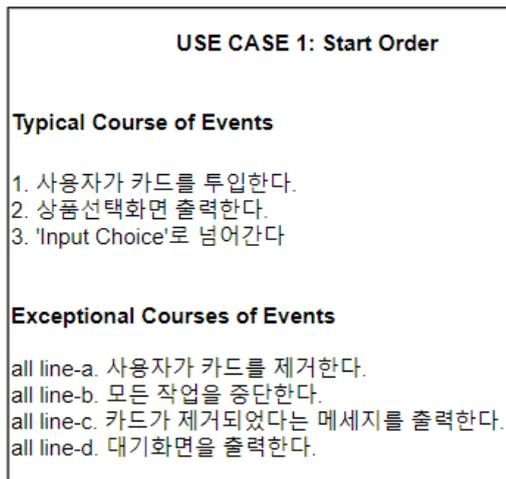 USE CASE 1: Start Order
Typical Course of Events
1. 사용자가 카드를 투입한다.
2. 상품선택화면 출력한다.
3. 'Input Choice'로 넘어간다
Exceptional Courses of Events
all line-a. 사용자가 카드를 제거한다.
all line-b. 모든 작업을 중단한다.
all line-c. 카드가 제거되었다는 메세지를 출력한다.
all line-d. 대기화면을 출력한다.